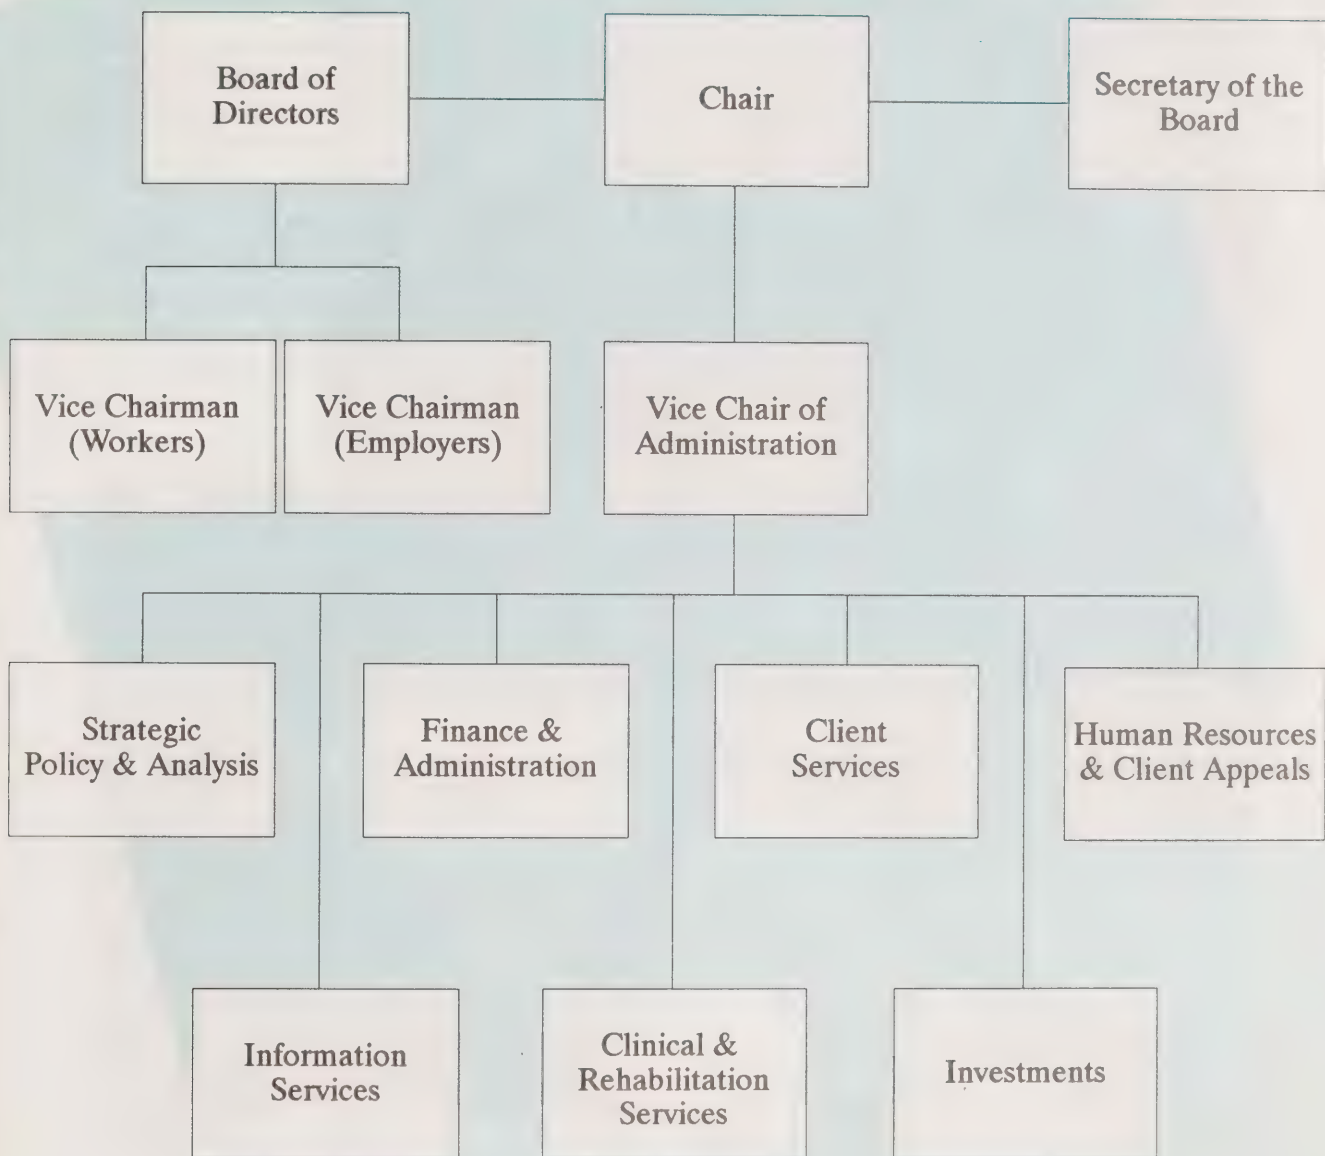 Board of
Directors
Chair
Secretary of the
Board
Vice Chairman
(Workers)
Vice Chairman
(Employers)
Vice Chair of
Administration
Strategic
Policy & Analysis
Finance &
Administration
Client
Services
Human Resources
& Client Appeals
Information
Services
Clinical &
Rehabilitation
Services
Investments